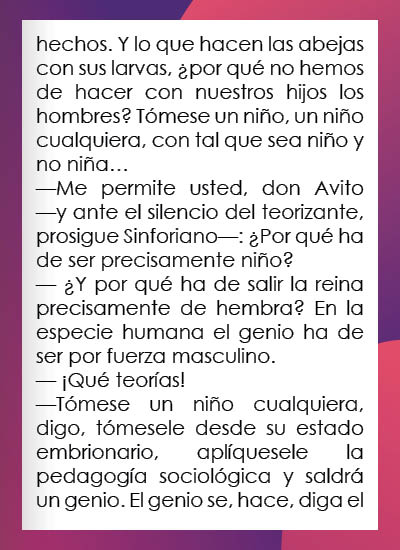 hechos. Y lo que hacen las abejas
con sus larvas, ¿por qué no hemos
de hacer con nuestros hijos los
hombres? Tómese un niño, un niño
cualquiera, con tal que sea niño y
no niña…
—Me permite usted, don Avito
—y ante el silencio del teorizante,
prosigue Sinforiano—: ¿Por qué ha
de ser precisamente niño?
— ¿Y por qué ha de salir la reina
precisamente de hembra? En la
especie humana el genio ha de
ser por fuerza masculino.
— ¡Qué teorías!
—Tómese un niño cualquiera,
digo, tómesele desde su estado
embrionario, aplíquesele la
pedagogía sociológica y saldrá
un genio. El genio se, hace, diga el